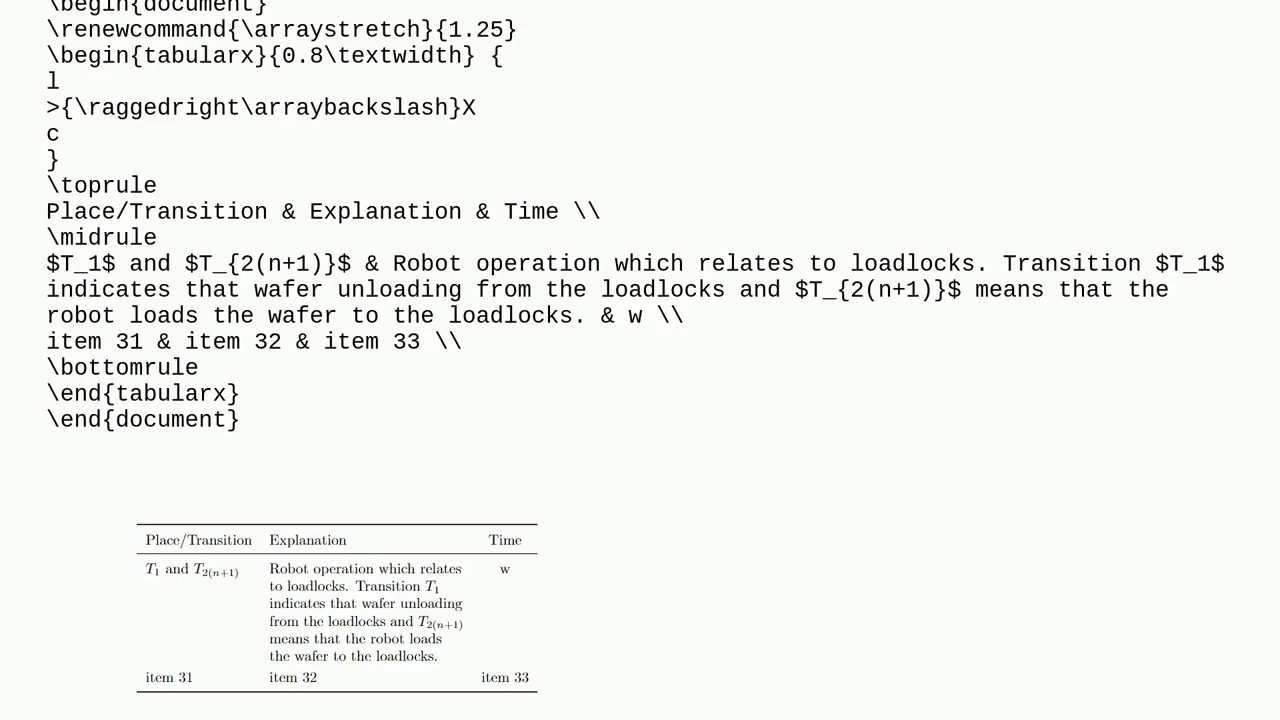 \begin{document}
\renewcommand{\arraystretch}{1.25}
\begin{tabularx}{0.8\textwidth} {
l
>{\raggedright\arraybackslash}X
c
}
\toprule
Place/Transition & Explanation & Time \\
\midrule
$T_1$ and $T_{2(n+1)}$ & Robot operation which relates to loadlocks. Transition $T_1$
indicates that wafer unloading from the loadlocks and $T_{2(n+1)}$ means that the
robot loads the wafer to the loadlocks. & w \\
item 31 & item 32 & item 33 \\
\bottomrule
\end{tabularx}
\end{document}
Place/Transition Explanation Time
T1 and T2(n+1) Robot operation which relates w
to loadlocks. Transition T1
indicates that wafer unloading
from the loadlocks and T2(n+1)
means that the robot loads
the wafer to the loadlocks.
item 31 item 32 item 33